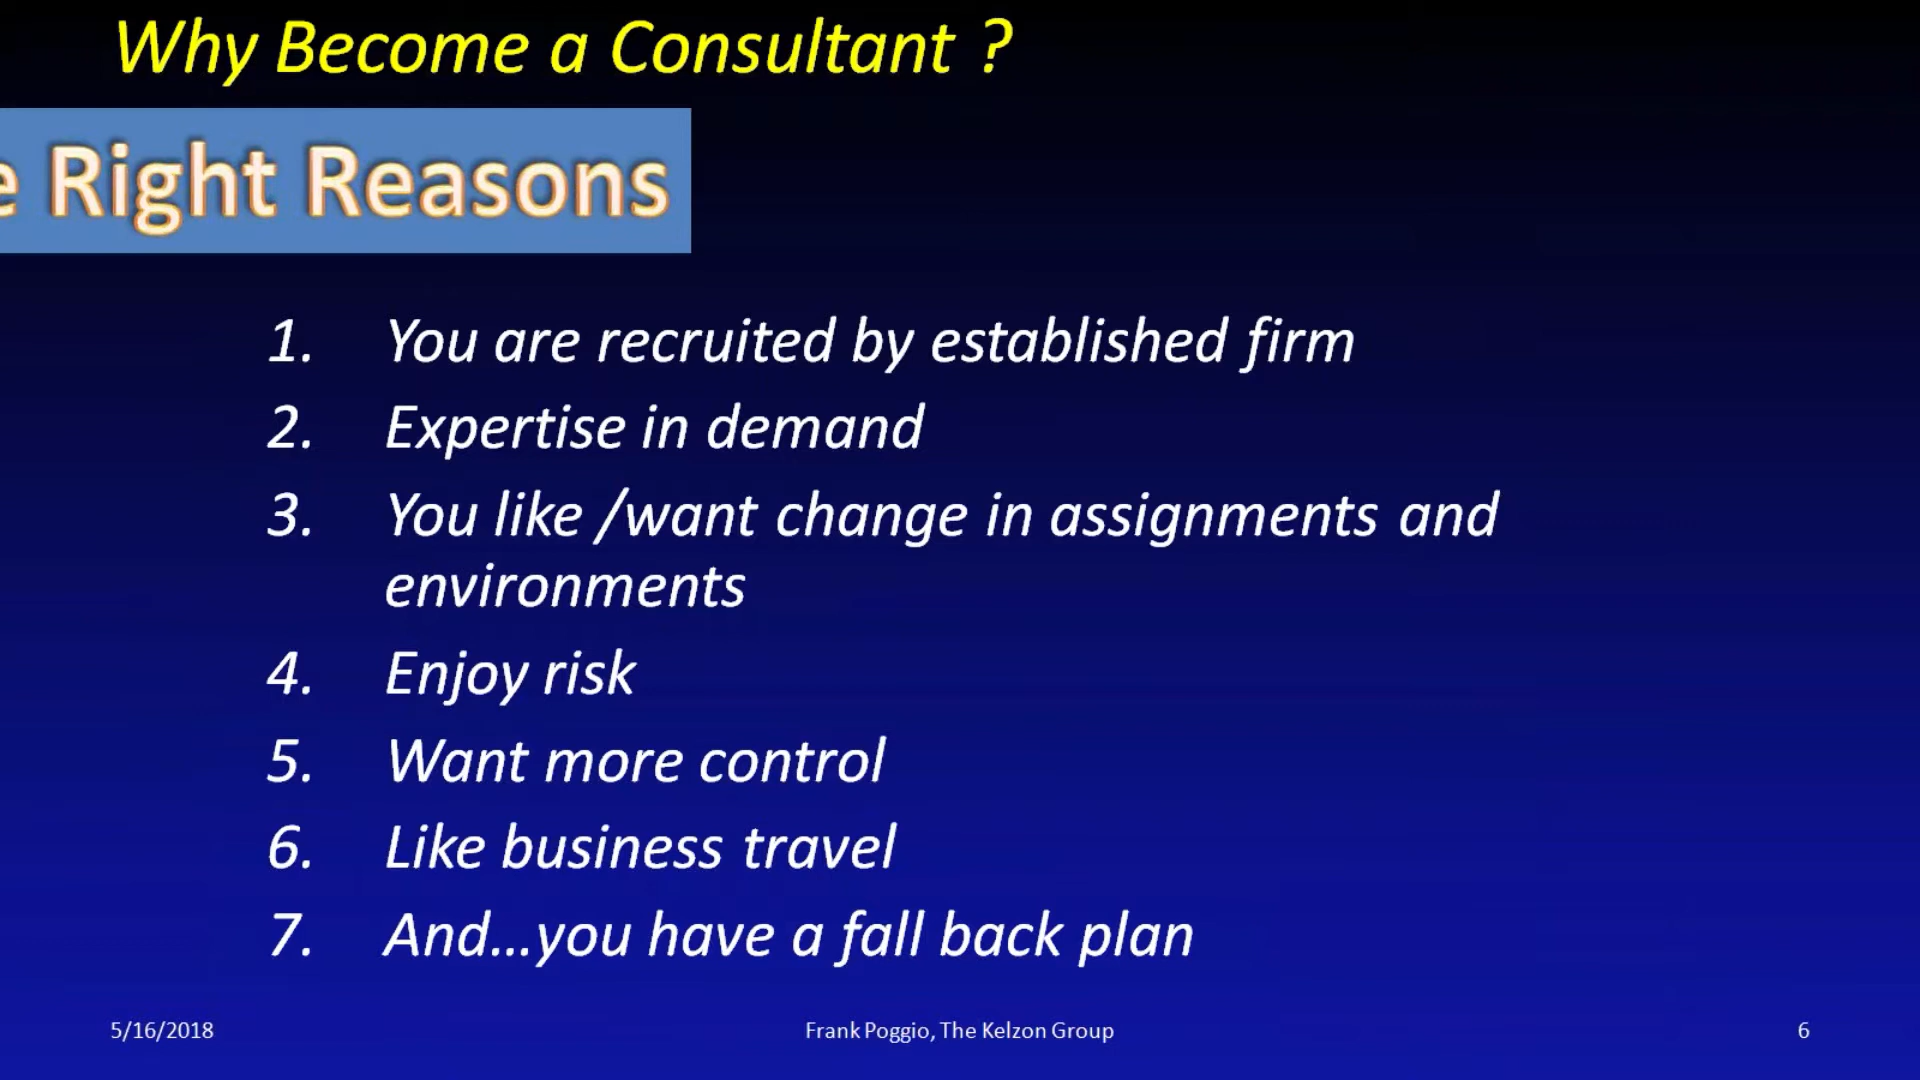 Why Become a Consultant ?
e Right Reasons
1. You are recruited by established firm
2. Expertise in demand
3. You like /want change in assignments and
environments
4. Enjoy risk
5. Want more control
6. Like business travel
7. And...you have a fall back plan
5/16/2018 Frank Poggio, The Kelzon Group 6